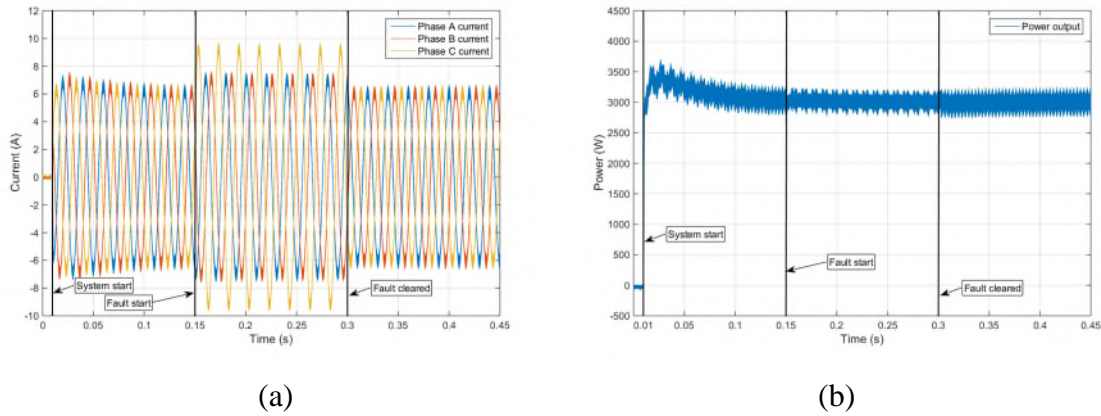 12
10
8
6
4
2
0
-2
-4
-6
-8
-10
Current (A)
Phase A current
Phase B current
Phase C current
System start
Fault start
Fault cleared
0 0.05 0.1 0.15 0.2 0.25 0.3 0.35 0.4 0.45
Time (s)
(a)
4500
4000
3500
3000
2500
2000
1500
1000
500
0
-500
Power (W)
Power output
System start
Fault start
Fault cleared
0.01 0.05 0.1 0.15 0.2 0.25 0.3 0.35 0.4 0.45
Time (s)
(b)